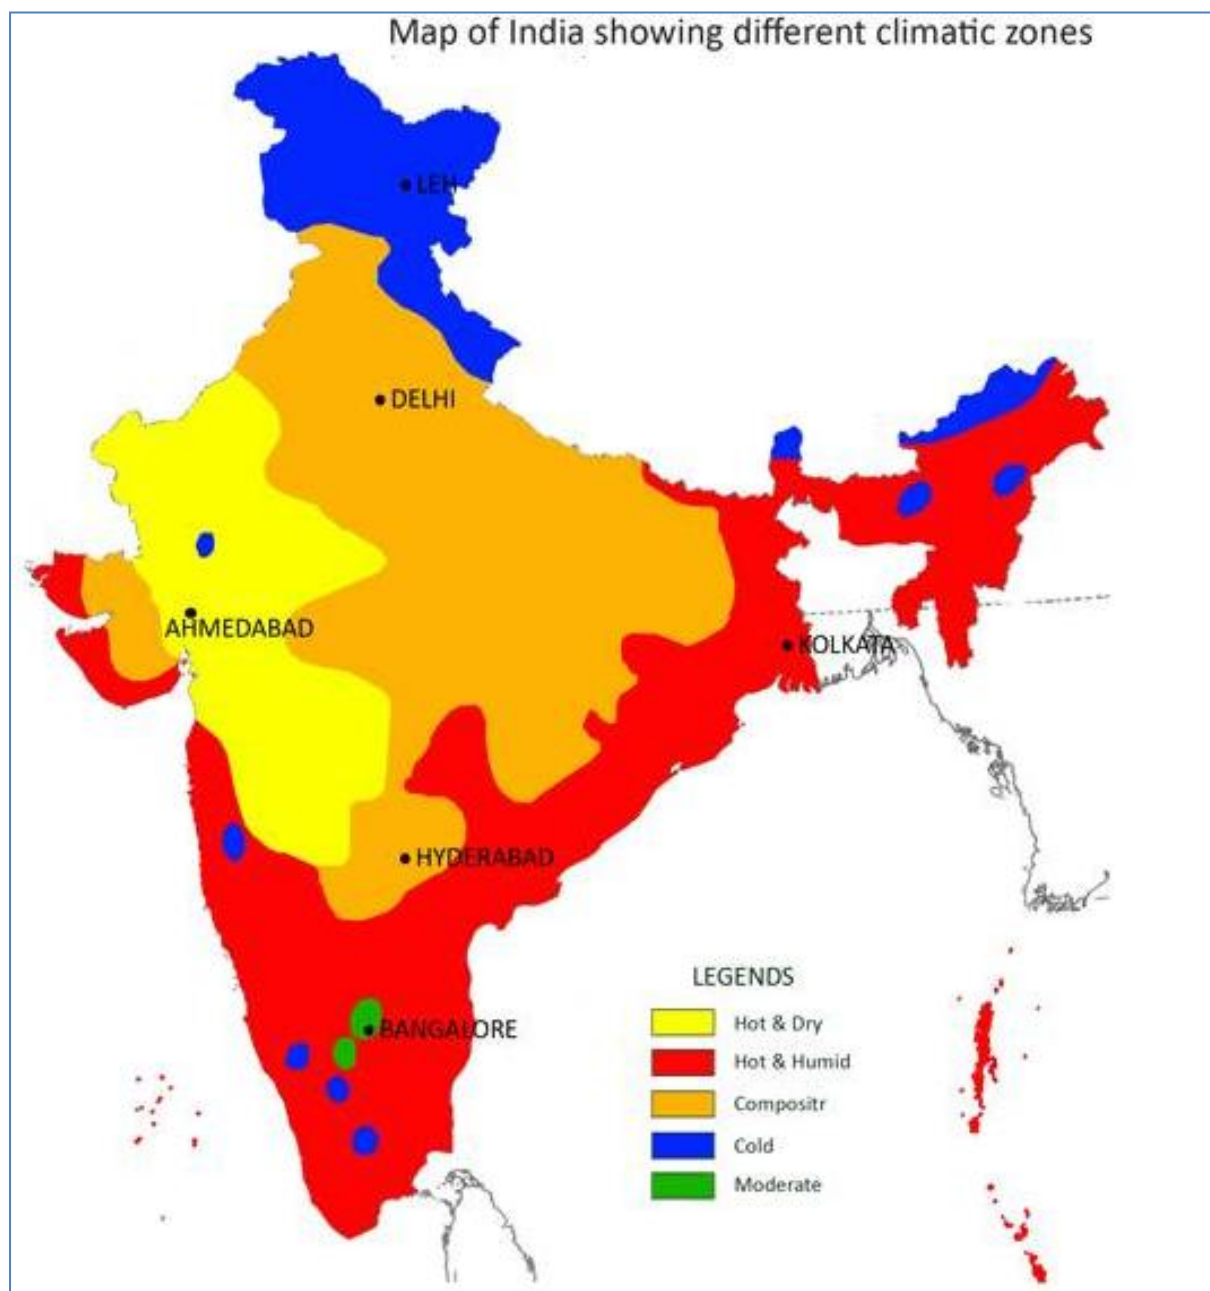 Map of India showing different climatic zones
LEH
DELHI
AHMEDABAD
KOLKATA
HYDERABAD
BANGALORE
LEGENDS
Hot & Dry
Hot & Humid
Compositr
Cold
Moderate